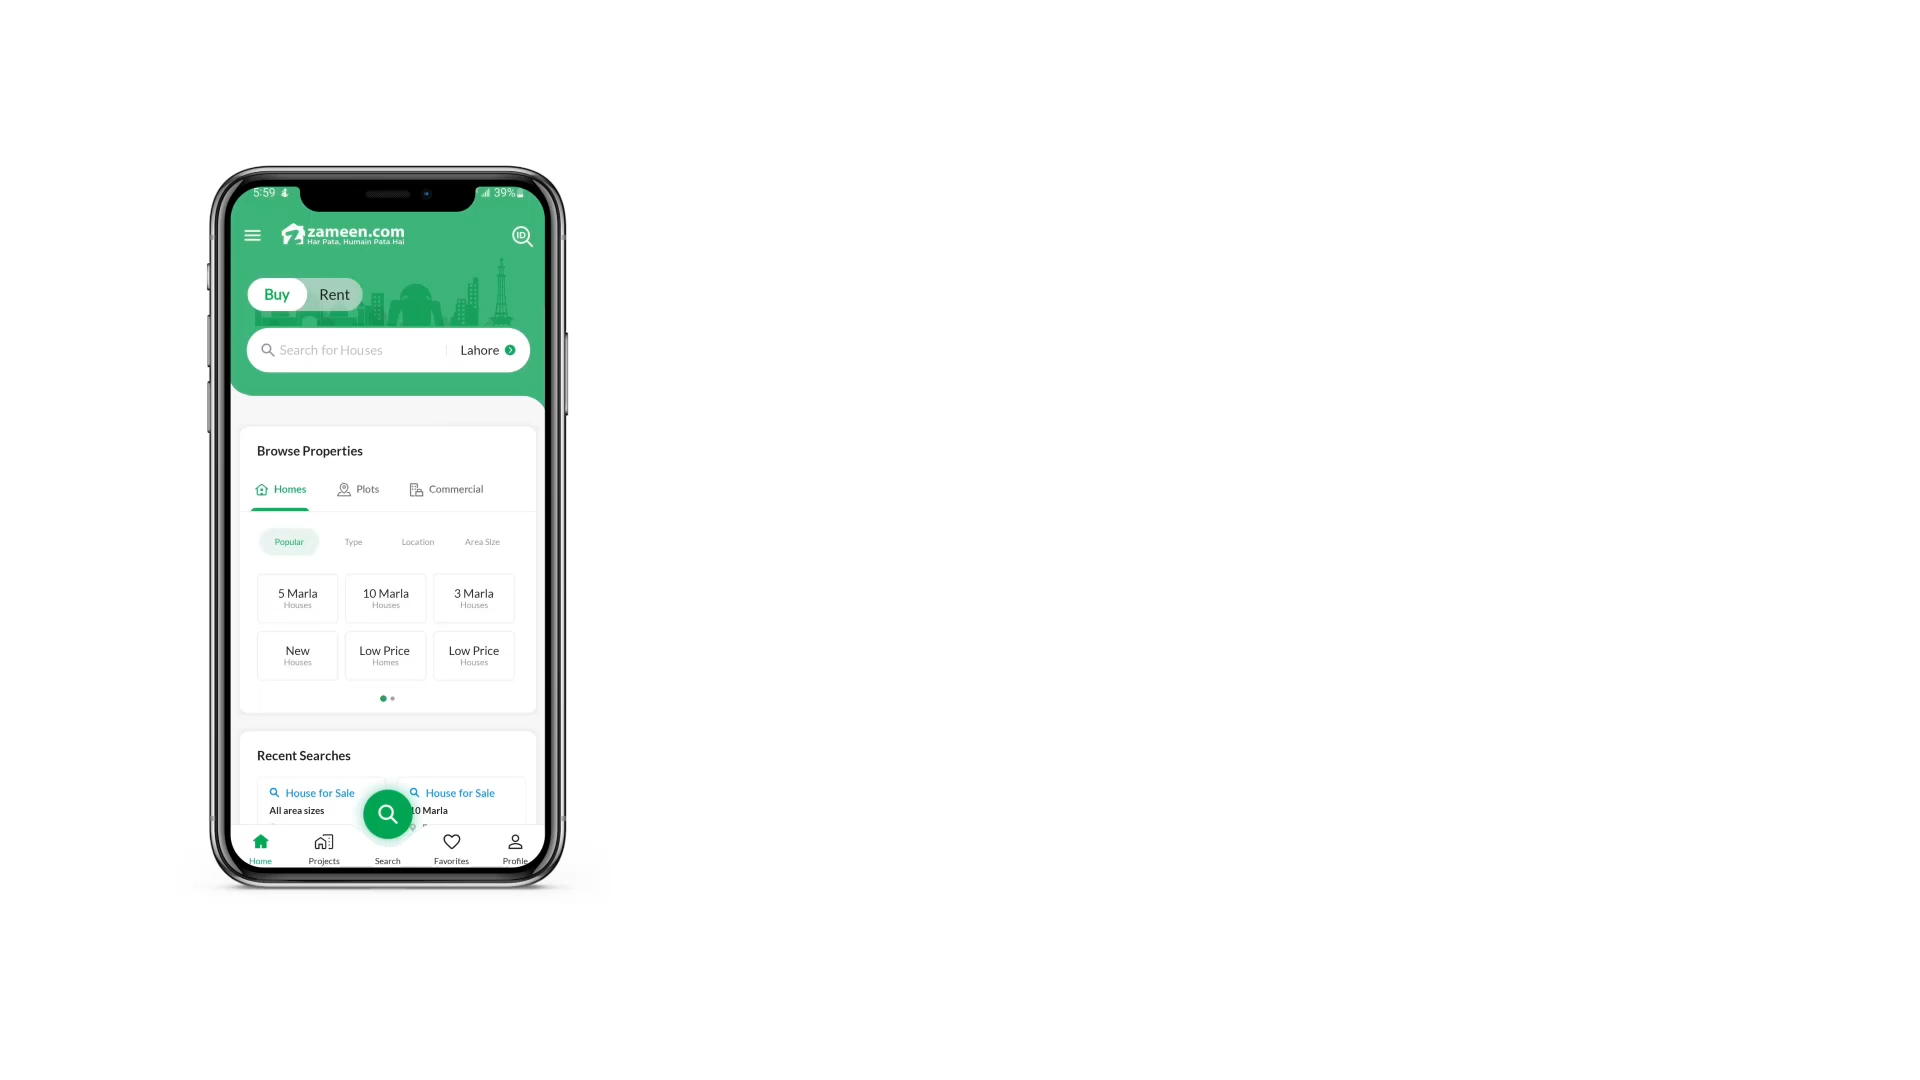 5:59
39%
zameen.com
Har Pata, Humain Pata Hai
ID
Buy Rent
Search for Houses Lahore
Browse Properties
Homes Plots Commercial
Popular Type Location Area Size
5 Marla 10 Marla 3 Marla
Houses Houses Houses
New Low Price Low Price
Houses Homes Houses
Recent Searches
House for Sale House for Sale
All area sizes 10 Marla
Home Projects Search Favorites Profile